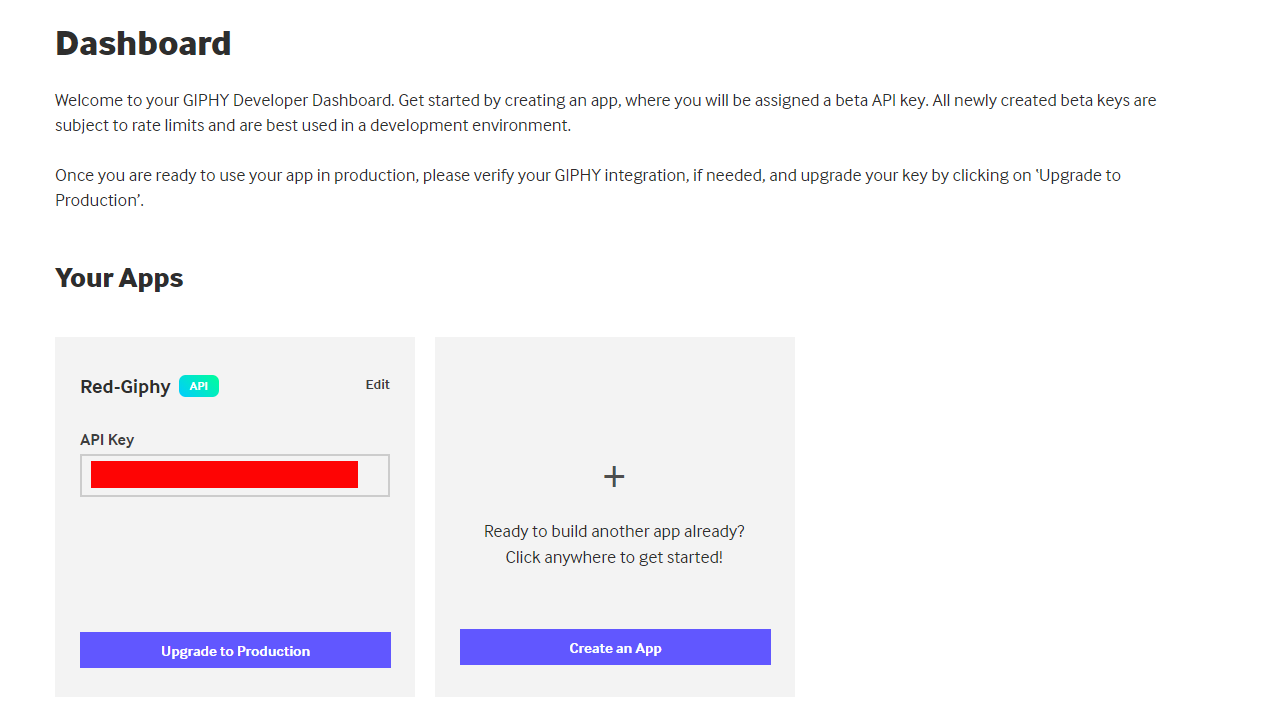 Dashboard
Welcome to your GIPHY Developer Dashboard. Get started by creating an app, where you will be assigned a beta API key. All newly created beta keys are
subject to rate limits and are best used in a development environment.
Once you are ready to use your app in production, please verify your GIPHY integration, if needed, and upgrade your key by clicking on ‘Upgrade to
Production’.
Your Apps
Red-Giphy API Edit
API Key
Upgrade to Production
+
Ready to build another app already?
Click anywhere to get started!
Create an App